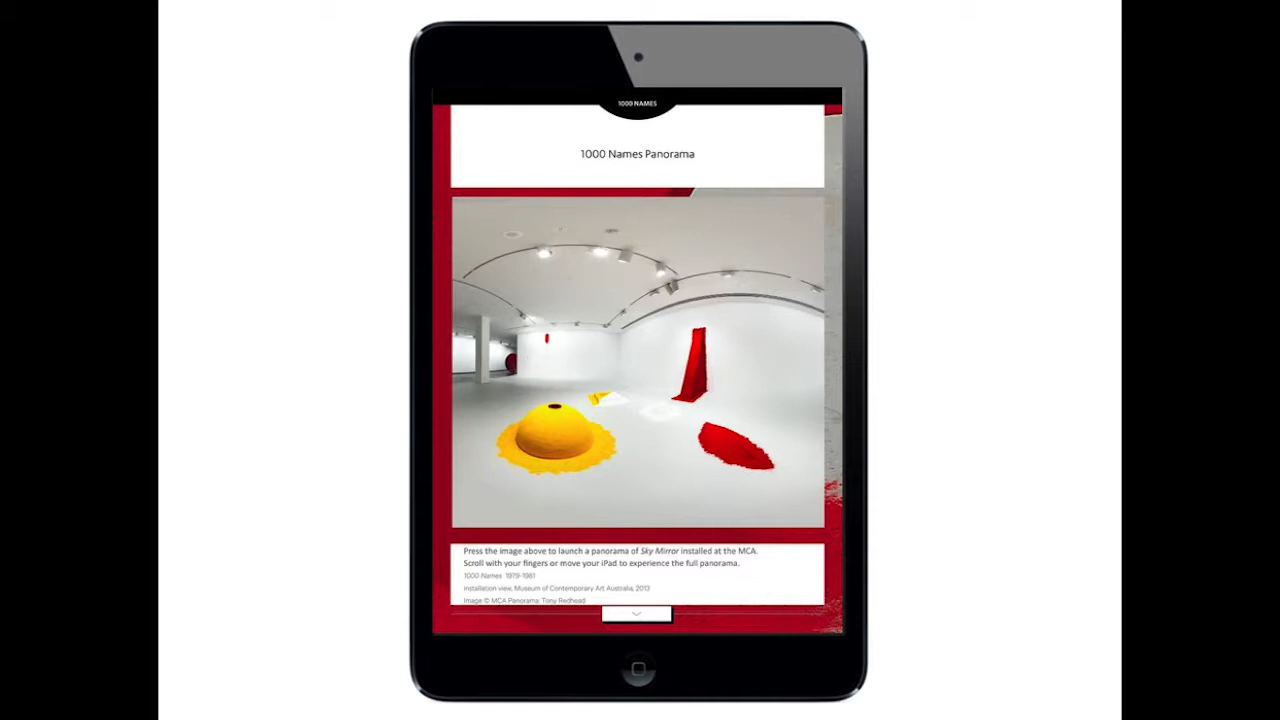 1000 NAMES
1000 Names Panorama
Press the image above to launch a panorama of Sky Mirror installed at the MCA.
Scroll with your fingers or move your iPad to experience the full panorama.
1000 Names 1979-1981
installation view, Museum of Contemporary Art Australia, 2013
Image © MCA Panorama: Tony Redhead